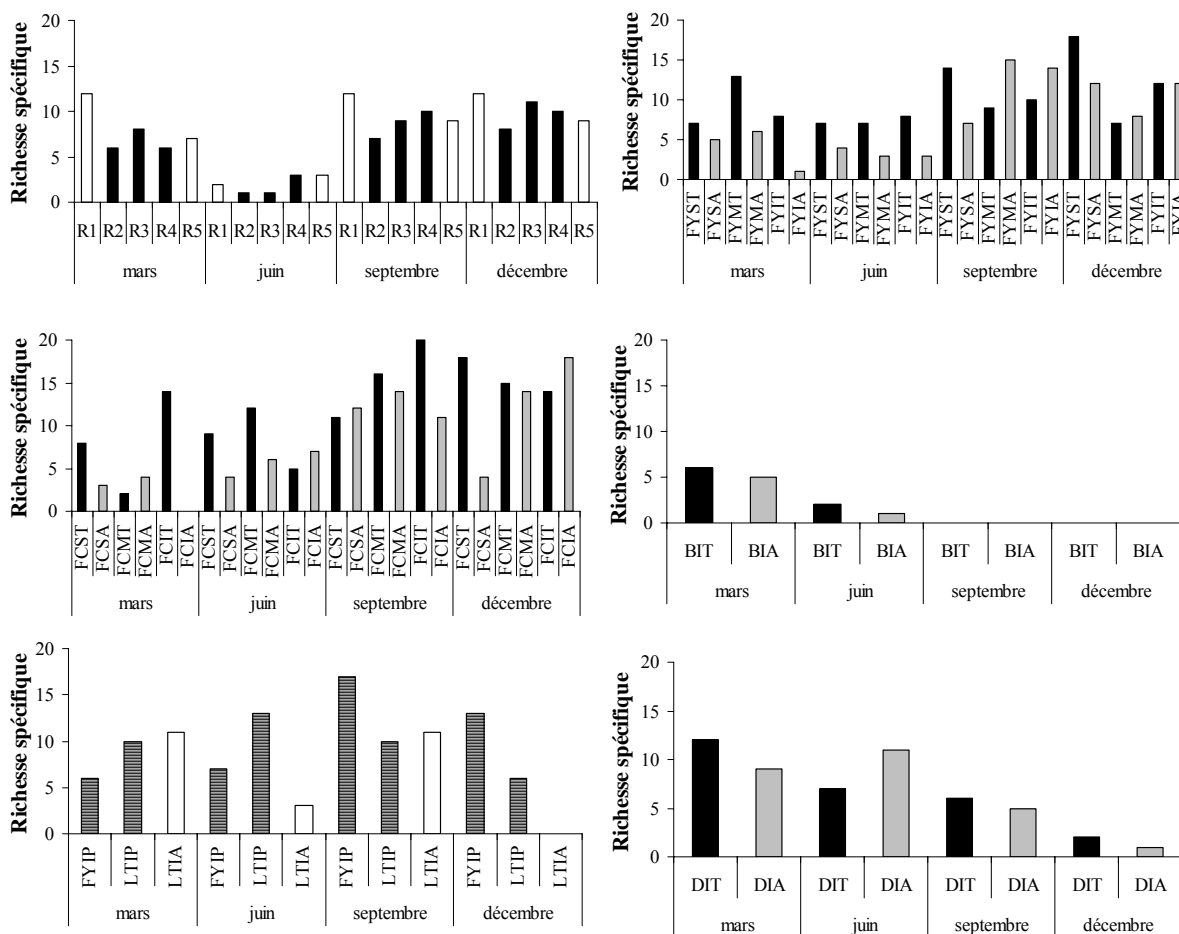 Richesse spécifique
20
15
10
5
0
R1 R2 R3 R4 R5 R1 R2 R3 R4 R5 R1 R2 R3 R4 R5 R1 R2 R3 R4 R5
mars juin septembre décembre
Richesse spécifique
20
15
10
5
0
FYST FYSA FYMT FYMA FYIT FYIA FYST FYSA FYMT FYMA FYIT FYIA FYST FYSA FYMT FYMA FYIT FYIA FYST FYSA FYMT FYMA FYIT FYIA
mars juin septembre décembre
Richesse spécifique
20
15
10
5
0
FCST FCSA FCMT FCMA FCIT FCIA FCST FCSA FCMT FCMA FCIT FCIA FCST FCSA FCMT FCMA FCIT FCIA FCST FCSA FCMT FCMA FCIT FCIA
mars juin septembre décembre
Richesse spécifique
20
15
10
5
0
BIT BIA BIT BIA BIT BIA BIT BIA
mars juin septembre décembre
Richesse spécifique
20
15
10
5
0
FYIP LTIP LTIA FYIP LTIP LTIA FYIP LTIP LTIA FYIP LTIP LTIA
mars juin septembre décembre
Richesse spécifique
20
15
10
5
0
DIT DIA DIT DIA DIT DIA DIT DIA
mars juin septembre décembre